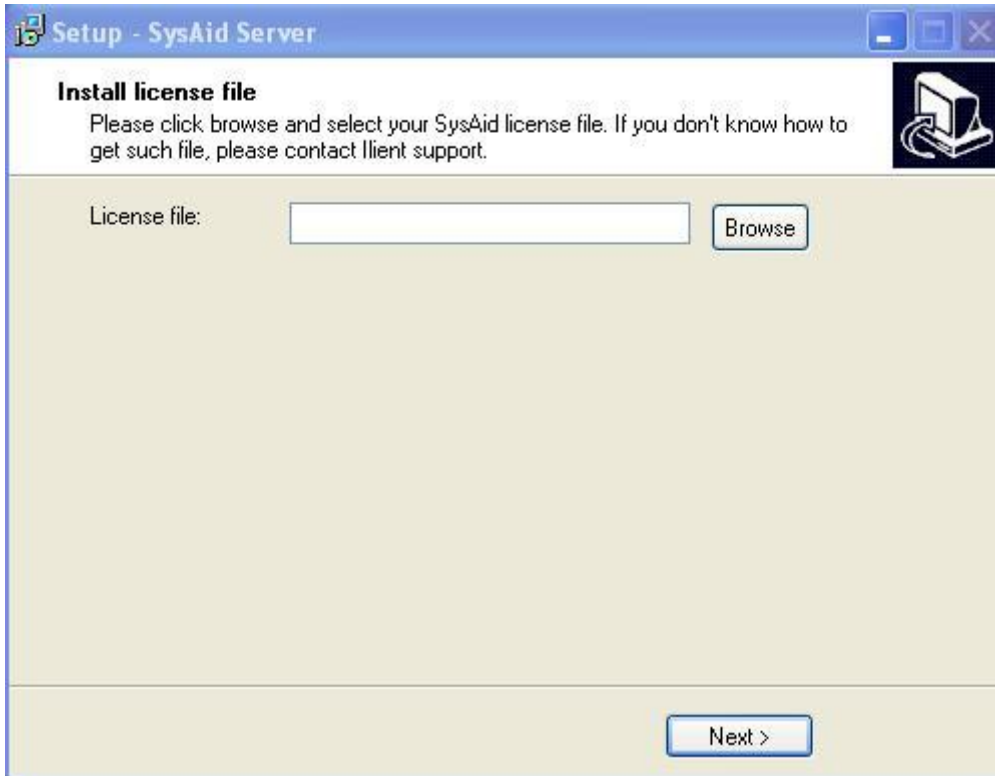 Setup - SysAid Server
Install license file
Please click browse and select your SysAid license file. If you don't know how to
get such file, please contact Ilient support.
License file:
Browse
Next >